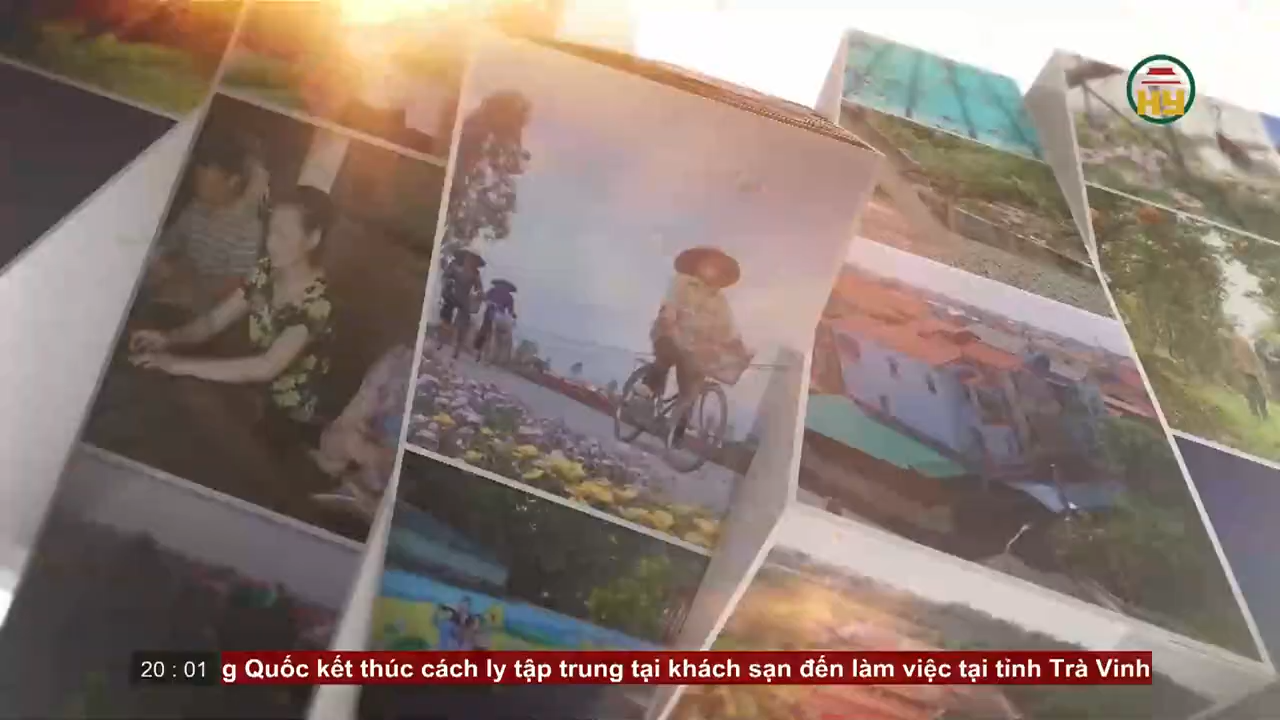 HY
20 : 01 g Quốc kết thúc cách ly tập trung tại khách sạn đến làm việc tại tỉnh Trà Vinh